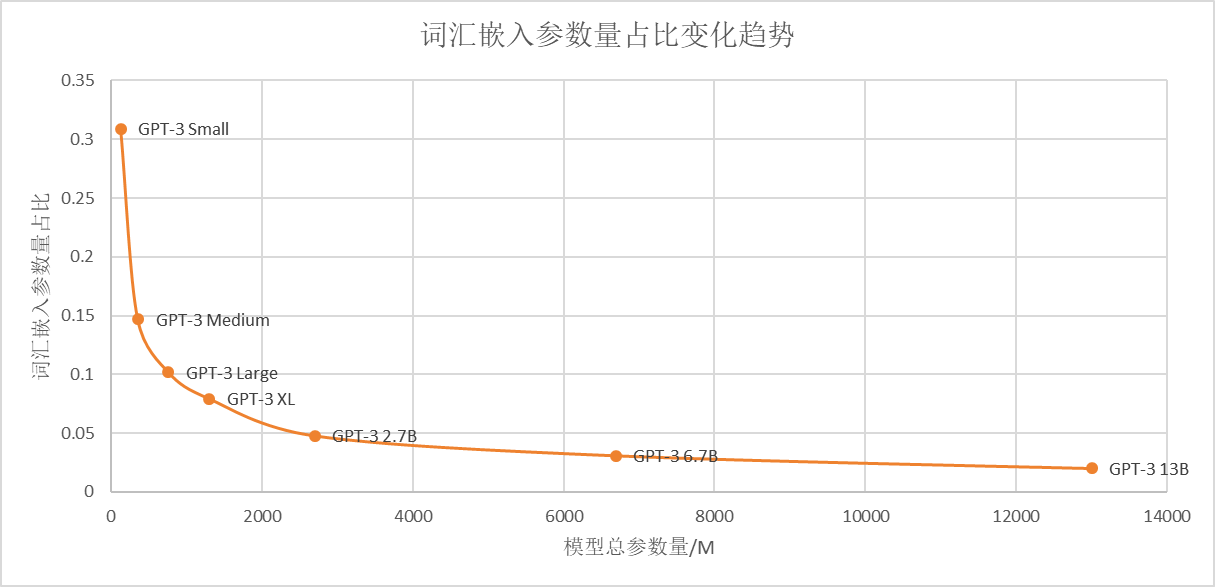 词汇嵌入参数量占比变化趋势
0.35
0.3
0.25
0.2
0.15
0.1
0.05
0
词汇嵌入参数量占比
GPT-3 Small
GPT-3 Medium
GPT-3 Large
GPT-3 XL
GPT-3 2.7B
GPT-3 6.7B
GPT-3 13B
0 2000 4000 6000 8000 10000 12000 14000
模型总参数量/M